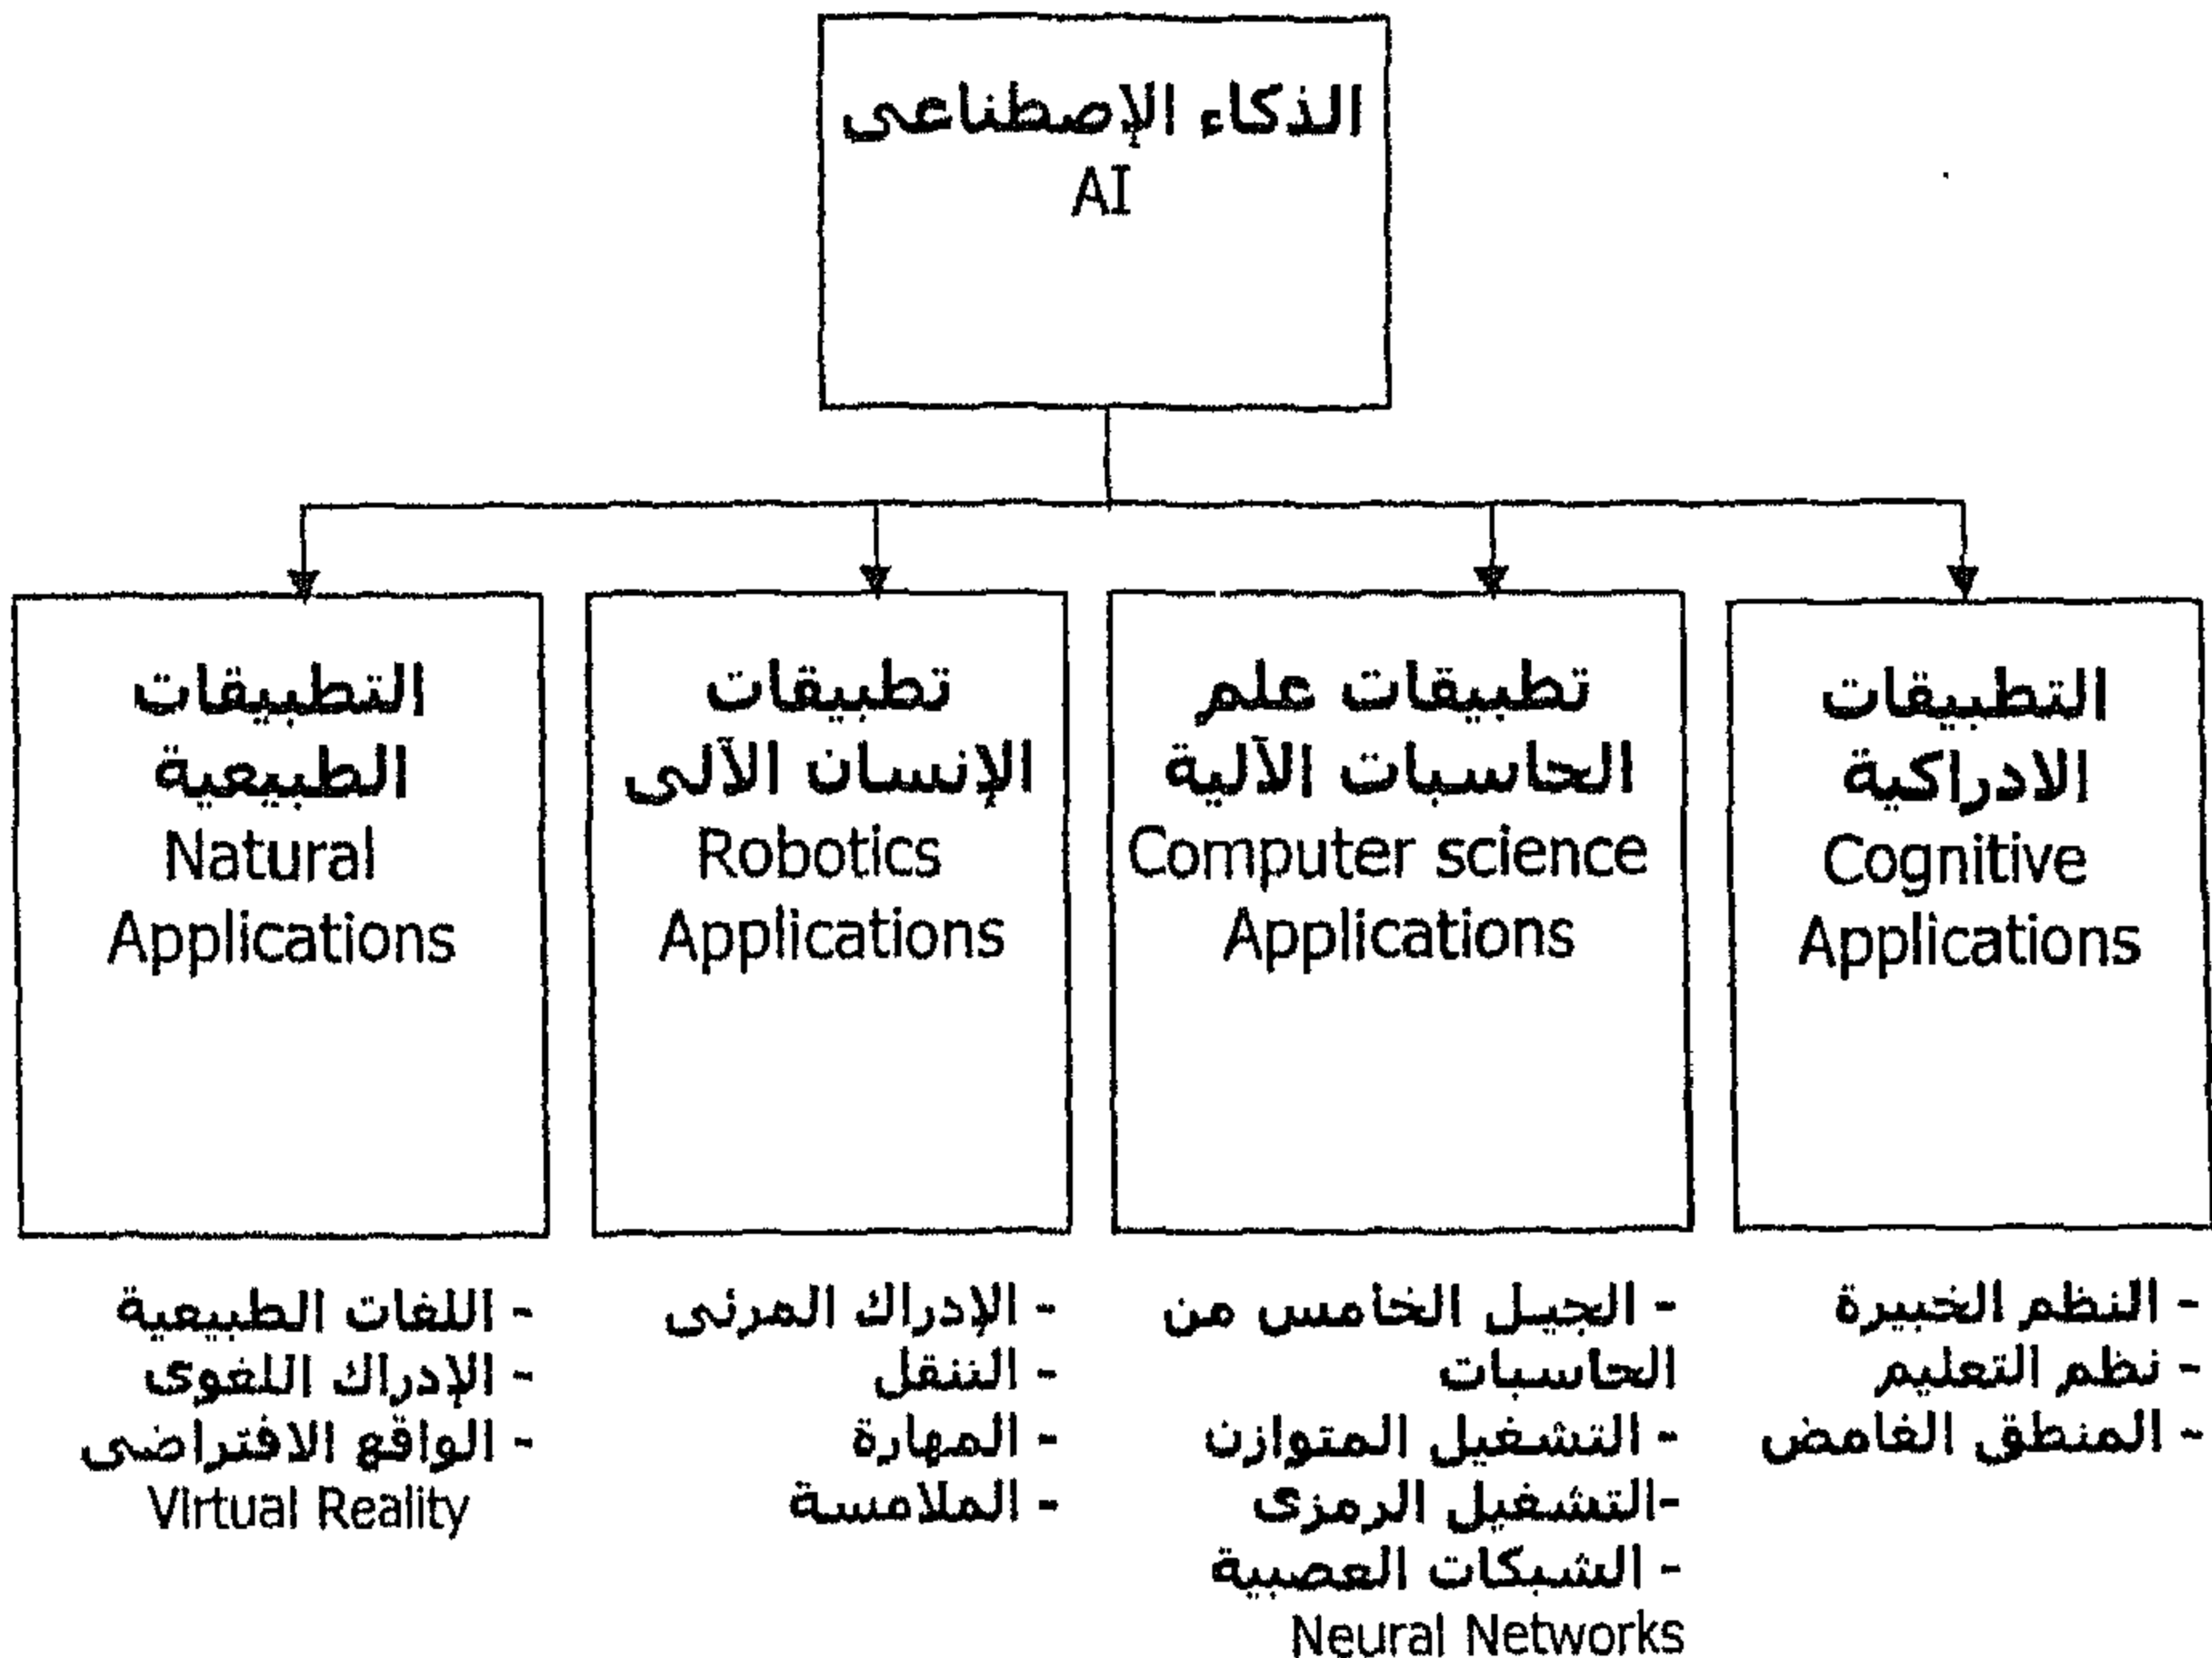 الذكاء الإصطناعى
AI
التطبيقات
الادراكية
Cognitive
Applications
- النظم الخبيرة
- نظم التعليم
- المنطق الغامض
تطبيقات علم
الحاسبات الآلية
Computer science
Applications
- الجيل الخامس من
الحاسبات
- التشغيل المتوازن
-التشغيل الرمزى
- الشبكات العصبية
Neural Networks
تطبيقات
الإنسان الآلى
Robotics
Applications
- الإدراك المرئى
- التنقل
- المهارة
- الملامسة
التطبيقات
الطبيعية
Natural
Applications
- اللغات الطبيعية
- الإدراك اللغوى
- الواقع الافتراضى
Virtual Reality